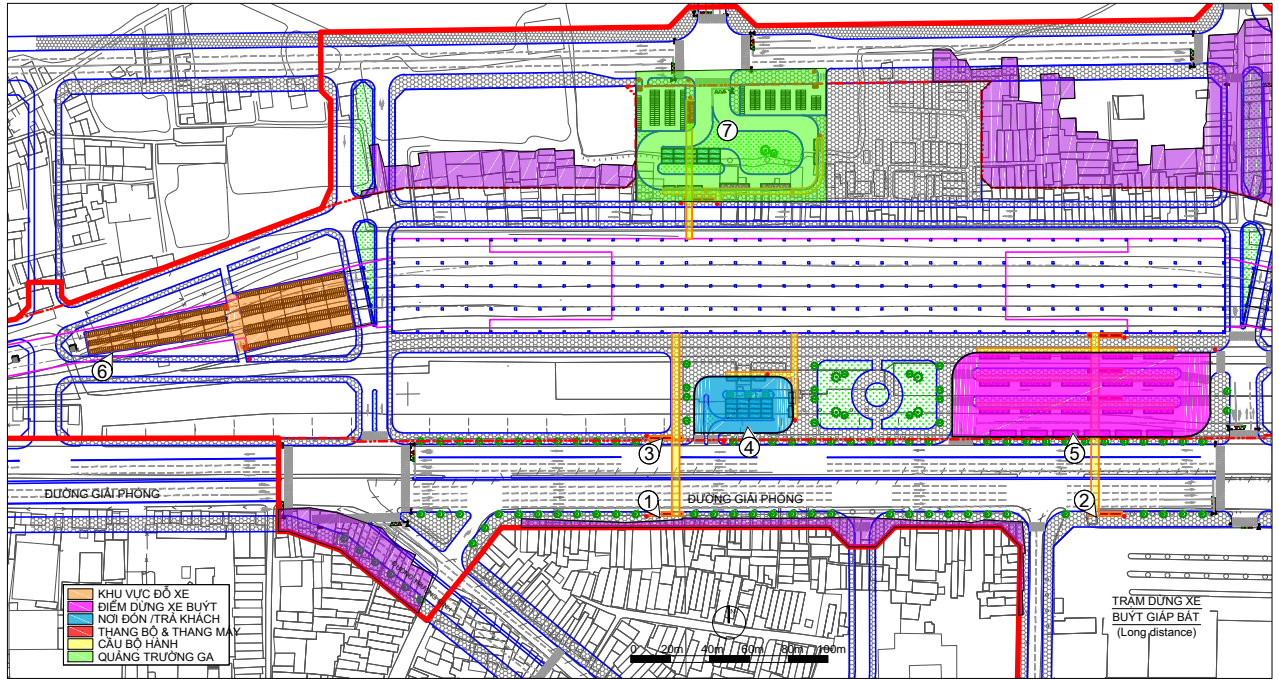 7
6
3
4
5
ĐƯỜNG GIẢI PHÓNG
1
ĐƯỜNG GIẢI PHÓNG
2
KHU VỰC ĐỖ XE
ĐIỂM DỪNG XE BUÝT
NƠI ĐÓN /TRẢ KHÁCH
THANG BỘ & THANG MÁY
CẦU BỘ HÀNH
QUẢNG TRƯỜNG GA
0 20m 40m 60m 80m 100m
TRẠM DỪNG XE
BUÝT GIÁP BÁT
(Long distance)